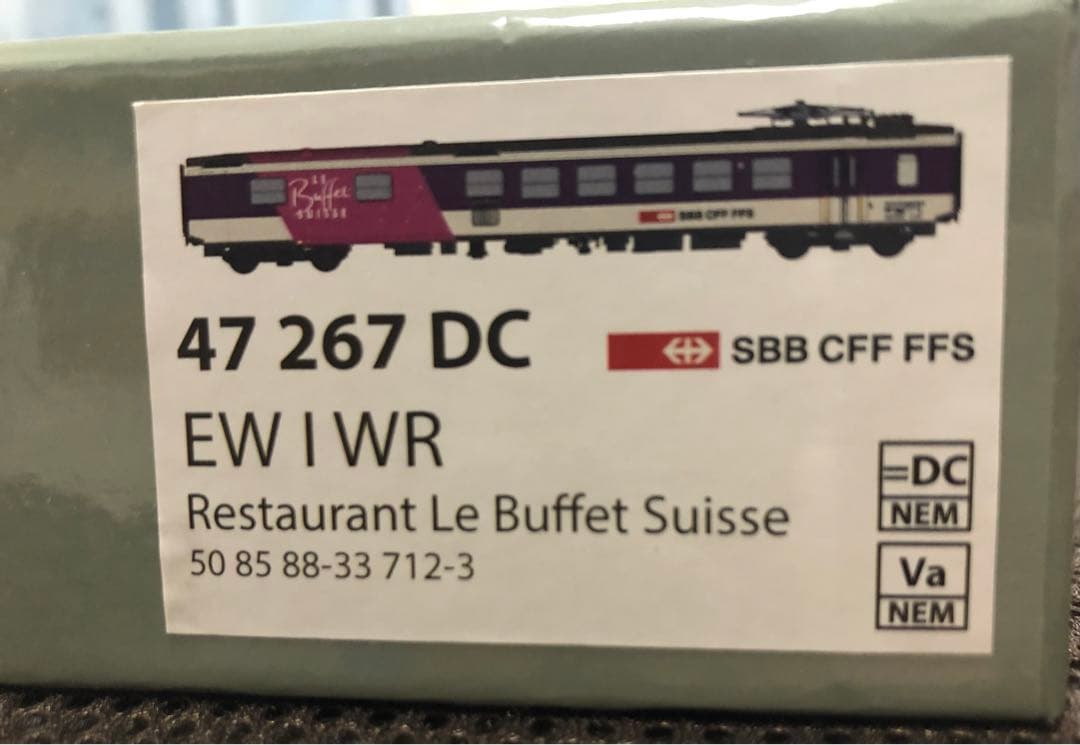 LE
Buffet
SUISSE
SBB CFF FFS
47 267 DC
SBB CFF FFS
EW I WR
Restaurant Le Buffet Suisse
50 85 88-33 712-3
=DC
NEM
Va
NEM